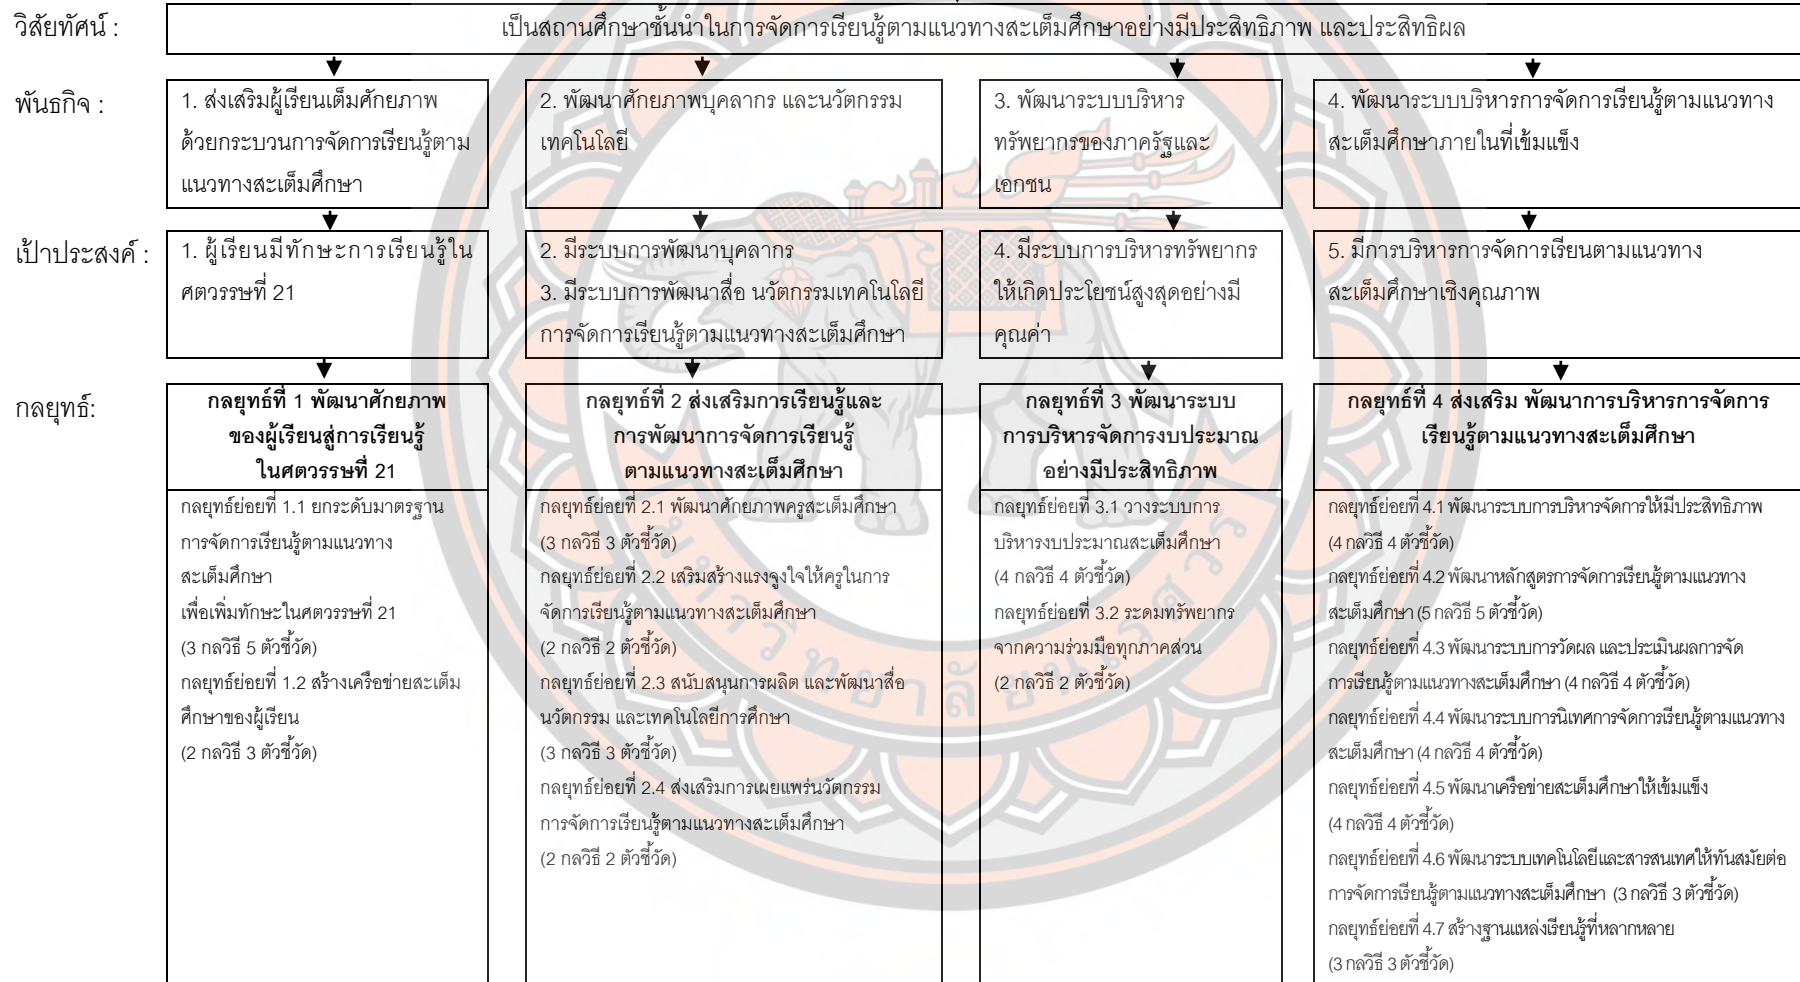 วิสัยทัศน์ :
เป็นสถานศึกษาชั้นนำในการจัดการเรียนรู้ตามแนวทางสะเต็มศึกษาอย่างมีประสิทธิภาพ และประสิทธิผล
พันธกิจ :
1. ส่งเสริมผู้เรียนเต็มศักยภาพ
ด้วยกระบวนการจัดการเรียนรู้ตาม
แนวทางสะเต็มศึกษา
2. พัฒนาศักยภาพบุคลากร และนวัตกรรม
เทคโนโลยี
3. พัฒนาระบบบริหาร
ทรัพยากรของภาครัฐและ
เอกชน
4. พัฒนาระบบบริหารการจัดการเรียนรู้ตามแนวทาง
สะเต็มศึกษาภายในที่เข้มแข็ง
เป้าประสงค์ :
1. ผู้เรียนมีทักษะการเรียนรู้ใน
ศตวรรษที่ 21
2. มีระบบการพัฒนาบุคลากร
3. มีระบบการพัฒนาสื่อ นวัตกรรมเทคโนโลยี
การจัดการเรียนรู้ตามแนวทางสะเต็มศึกษา
4. มีระบบการบริหารทรัพยากร
ให้เกิดประโยชน์สูงสุดอย่างมี
คุณค่า
5. มีการบริหารการจัดการเรียนตามแนวทาง
สะเต็มศึกษาเชิงคุณภาพ
กลยุทธ์:
กลยุทธ์ที่ 1 พัฒนาศักยภาพ
ของผู้เรียนสู่การเรียนรู้
ในศตวรรษที่ 21
กลยุทธ์ย่อยที่ 1.1 ยกระดับมาตรฐาน
การจัดการเรียนรู้ตามแนวทาง
สะเต็มศึกษา
เพื่อเพิ่มทักษะในศตวรรษที่ 21
(3 กลวิธี 5 ตัวชี้วัด)
กลยุทธ์ย่อยที่ 1.2 สร้างเครือข่ายสะเต็ม
ศึกษาของผู้เรียน
(2 กลวิธี 3 ตัวชี้วัด)
กลยุทธ์ที่ 2 ส่งเสริมการเรียนรู้และ
การพัฒนาการจัดการเรียนรู้
ตามแนวทางสะเต็มศึกษา
กลยุทธ์ย่อยที่ 2.1 พัฒนาศักยภาพครูสะเต็มศึกษา
(3 กลวิธี 3 ตัวชี้วัด)
กลยุทธ์ย่อยที่ 2.2 เสริมสร้างแรงจูงใจให้ครูในการ
จัดการเรียนรู้ตามแนวทางสะเต็มศึกษา
(2 กลวิธี 2 ตัวชี้วัด)
กลยุทธ์ย่อยที่ 2.3 สนับสนุนการผลิต และพัฒนาสื่อ
นวัตกรรม และเทคโนโลยีการศึกษา
(3 กลวิธี 3 ตัวชี้วัด)
กลยุทธ์ย่อยที่ 2.4 ส่งเสริมการเผยแพร่นวัตกรรม
การจัดการเรียนรู้ตามแนวทางสะเต็มศึกษา
(2 กลวิธี 2 ตัวชี้วัด)
กลยุทธ์ที่ 3 พัฒนาระบบ
การบริหารจัดการงบประมาณ
อย่างมีประสิทธิภาพ
กลยุทธ์ย่อยที่ 3.1 วางระบบการ
บริหารงบประมาณสะเต็มศึกษา
(4 กลวิธี 4 ตัวชี้วัด)
กลยุทธ์ย่อยที่ 3.2 ระดมทรัพยากร
จากความร่วมมือทุกภาคส่วน
(2 กลวิธี 2 ตัวชี้วัด)
กลยุทธ์ที่ 4 ส่งเสริม พัฒนาการบริหารการจัดการ
เรียนรู้ตามแนวทางสะเต็มศึกษา
กลยุทธ์ย่อยที่ 4.1 พัฒนาระบบการบริหารจัดการให้มีประสิทธิภาพ
(4 กลวิธี 4 ตัวชี้วัด)
กลยุทธ์ย่อยที่ 4.2 พัฒนาหลักสูตรการจัดการเรียนรู้ตามแนวทาง
สะเต็มศึกษา (5 กลวิธี 5 ตัวชี้วัด)
กลยุทธ์ย่อยที่ 4.3 พัฒนาระบบการวัดผล และประเมินผลการจัด
การเรียนรู้ตามแนวทางสะเต็มศึกษา (4 กลวิธี 4 ตัวชี้วัด)
กลยุทธ์ย่อยที่ 4.4 พัฒนาระบบการนิเทศการจัดการเรียนรู้ตามแนวทาง
สะเต็มศึกษา (4 กลวิธี 4 ตัวชี้วัด)
กลยุทธ์ย่อยที่ 4.5 พัฒนาเครือข่ายสะเต็มศึกษาให้เข้มแข็ง
(4 กลวิธี 4 ตัวชี้วัด)
กลยุทธ์ย่อยที่ 4.6 พัฒนาระบบเทคโนโลยีและสารสนเทศให้ทันสมัยต่อ
การจัดการเรียนรู้ตามแนวทางสะเต็มศึกษา (3 กลวิธี 3 ตัวชี้วัด)
กลยุทธ์ย่อยที่ 4.7 สร้างฐานแหล่งเรียนรู้ที่หลากหลาย
(3 กลวิธี 3 ตัวชี้วัด)
มหาวิทยาลัยนเรศวร